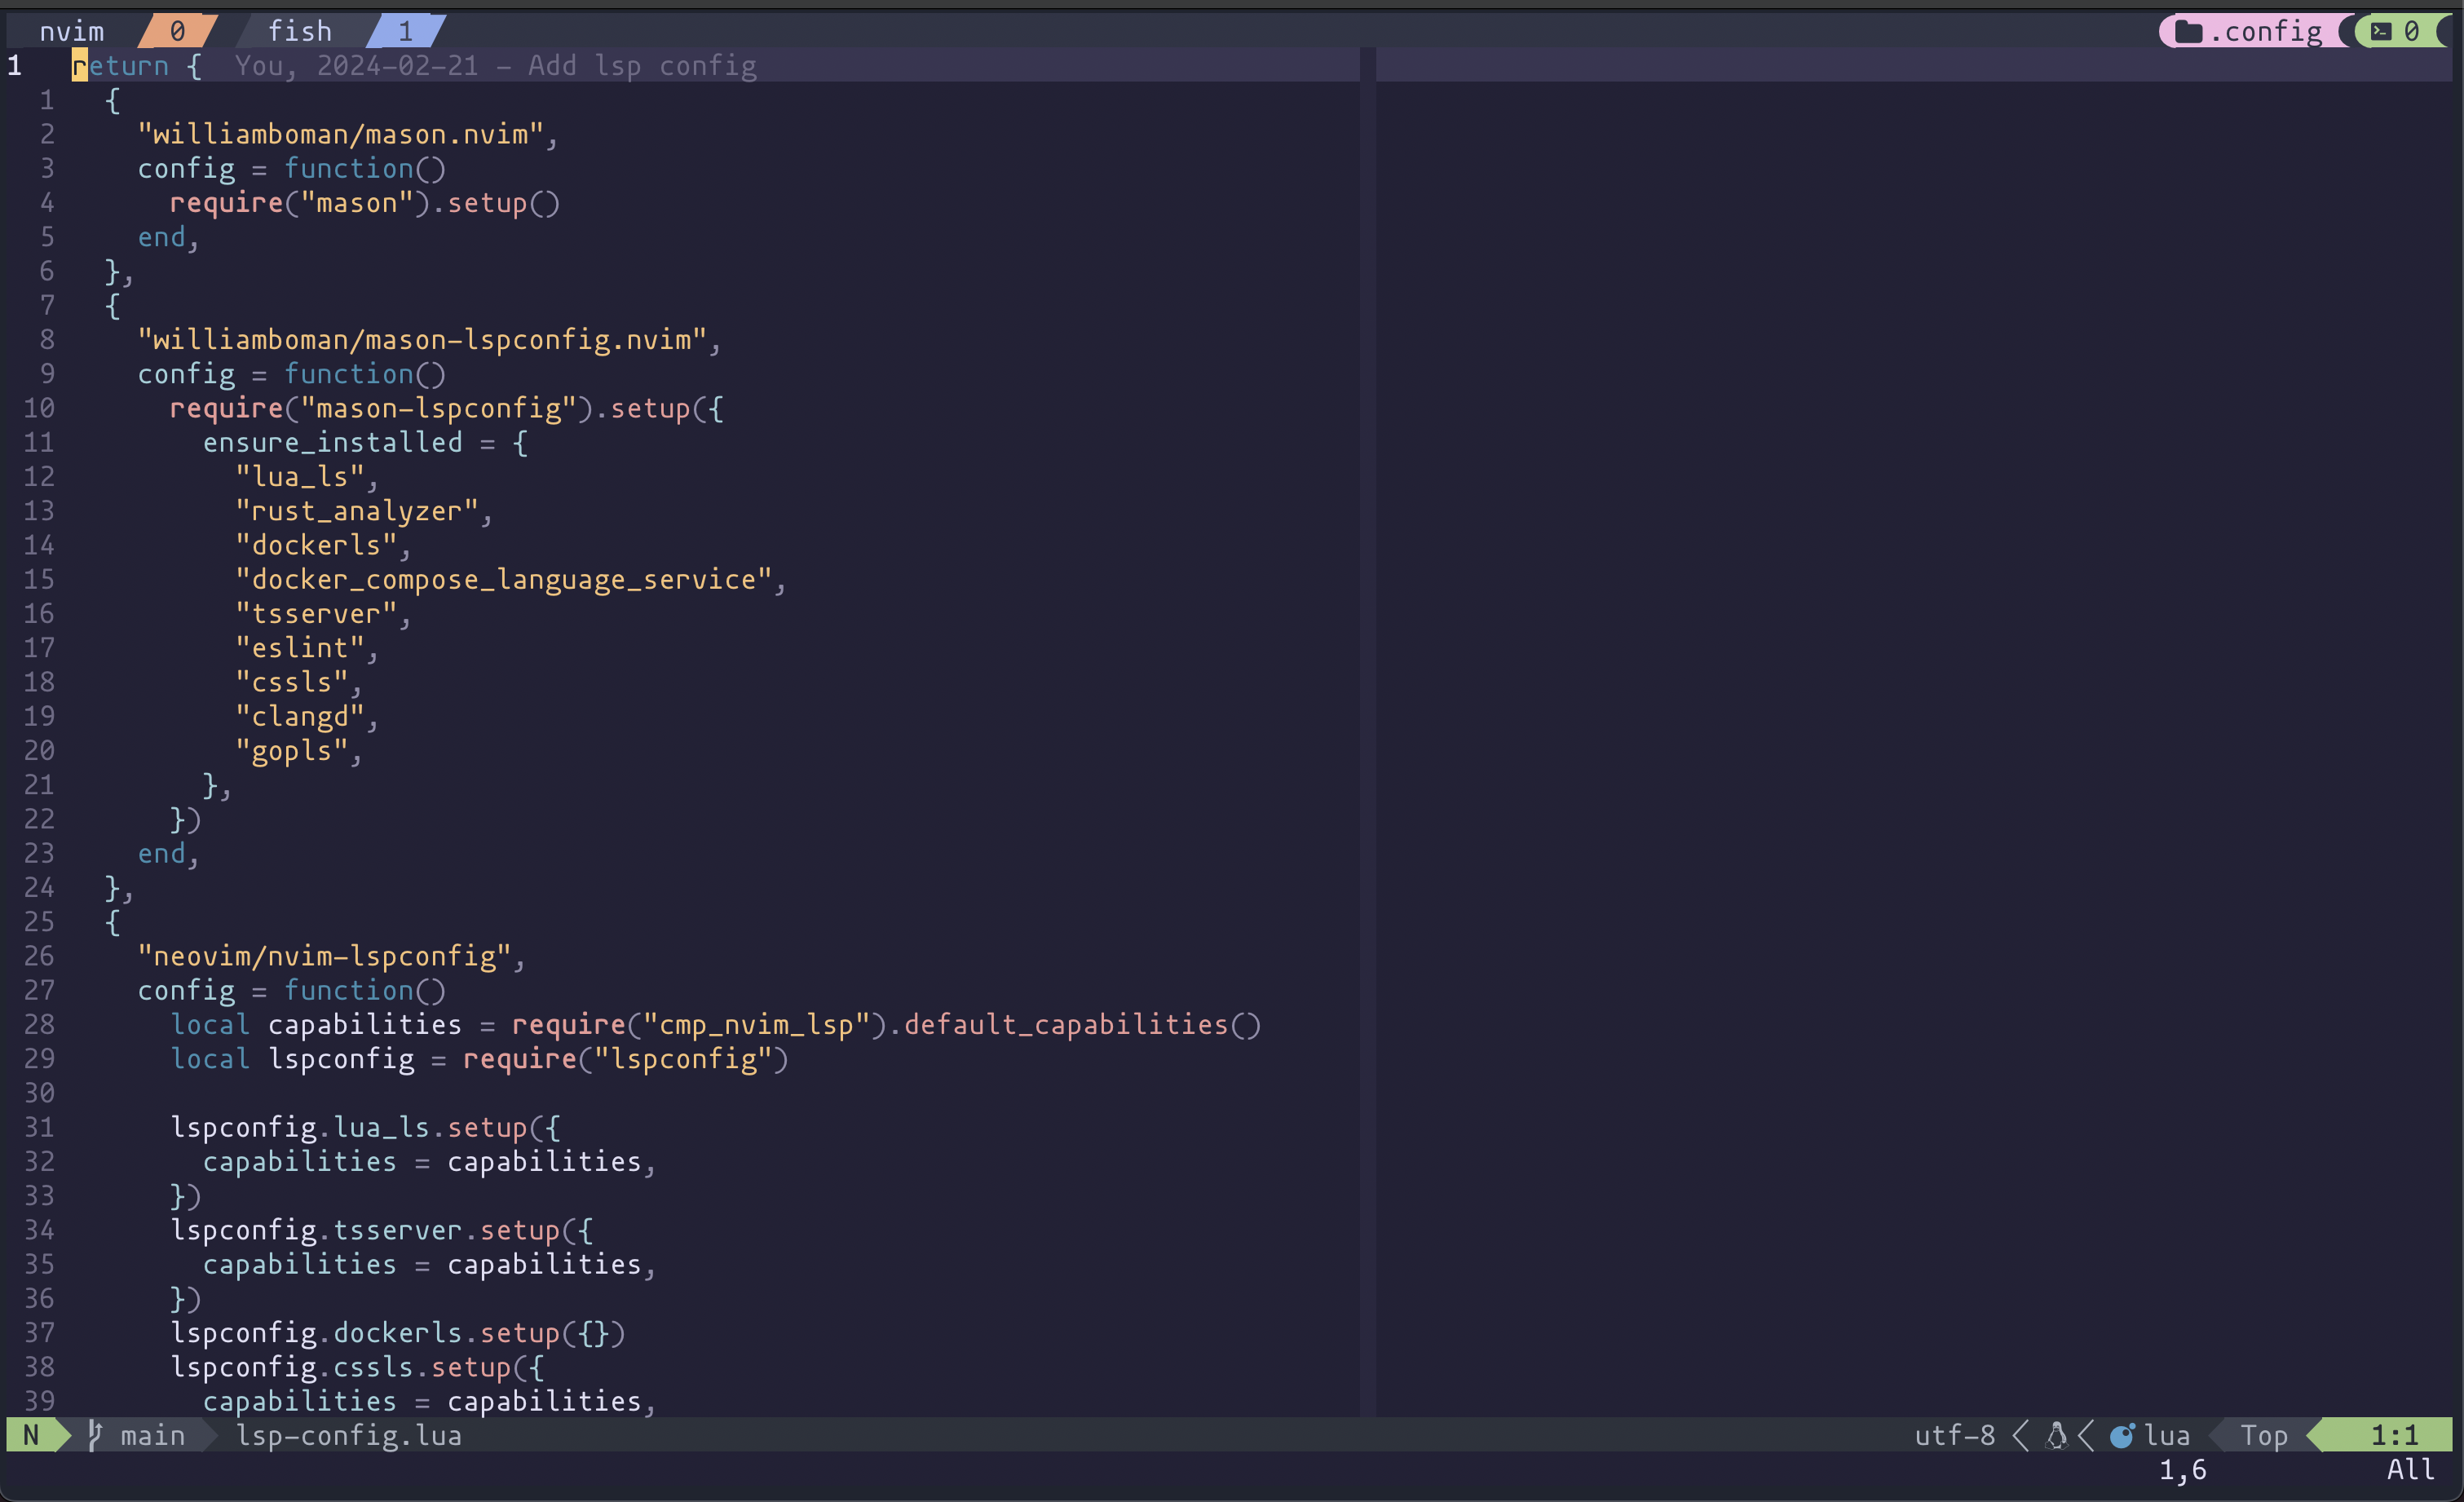 nvim 0 fish 1 .config 0
1 return { You, 2024-02-21 - Add lsp config
1 {
2 "williamboman/mason.nvim",
3 config = function()
4 require("mason").setup()
5 end,
6 },
7 {
8 "williamboman/mason-lspconfig.nvim",
9 config = function()
10 require("mason-lspconfig").setup({
11 ensure_installed = {
12 "lua_ls",
13 "rust_analyzer",
14 "dockerls",
15 "docker_compose_language_service",
16 "tsserver",
17 "eslint",
18 "cssls",
19 "clangd",
20 "gopls",
21 },
22 })
23 end,
24 },
25 {
26 "neovim/nvim-lspconfig",
27 config = function()
28 local capabilities = require("cmp_nvim_lsp").default_capabilities()
29 local lspconfig = require("lspconfig")
30
31 lspconfig.lua_ls.setup({
32 capabilities = capabilities,
33 })
34 lspconfig.tsserver.setup({
35 capabilities = capabilities,
36 })
37 lspconfig.dockerls.setup({})
38 lspconfig.cssls.setup({
39 capabilities = capabilities,
N main lsp-config.lua utf-8 lua Top 1:1
1,6 All